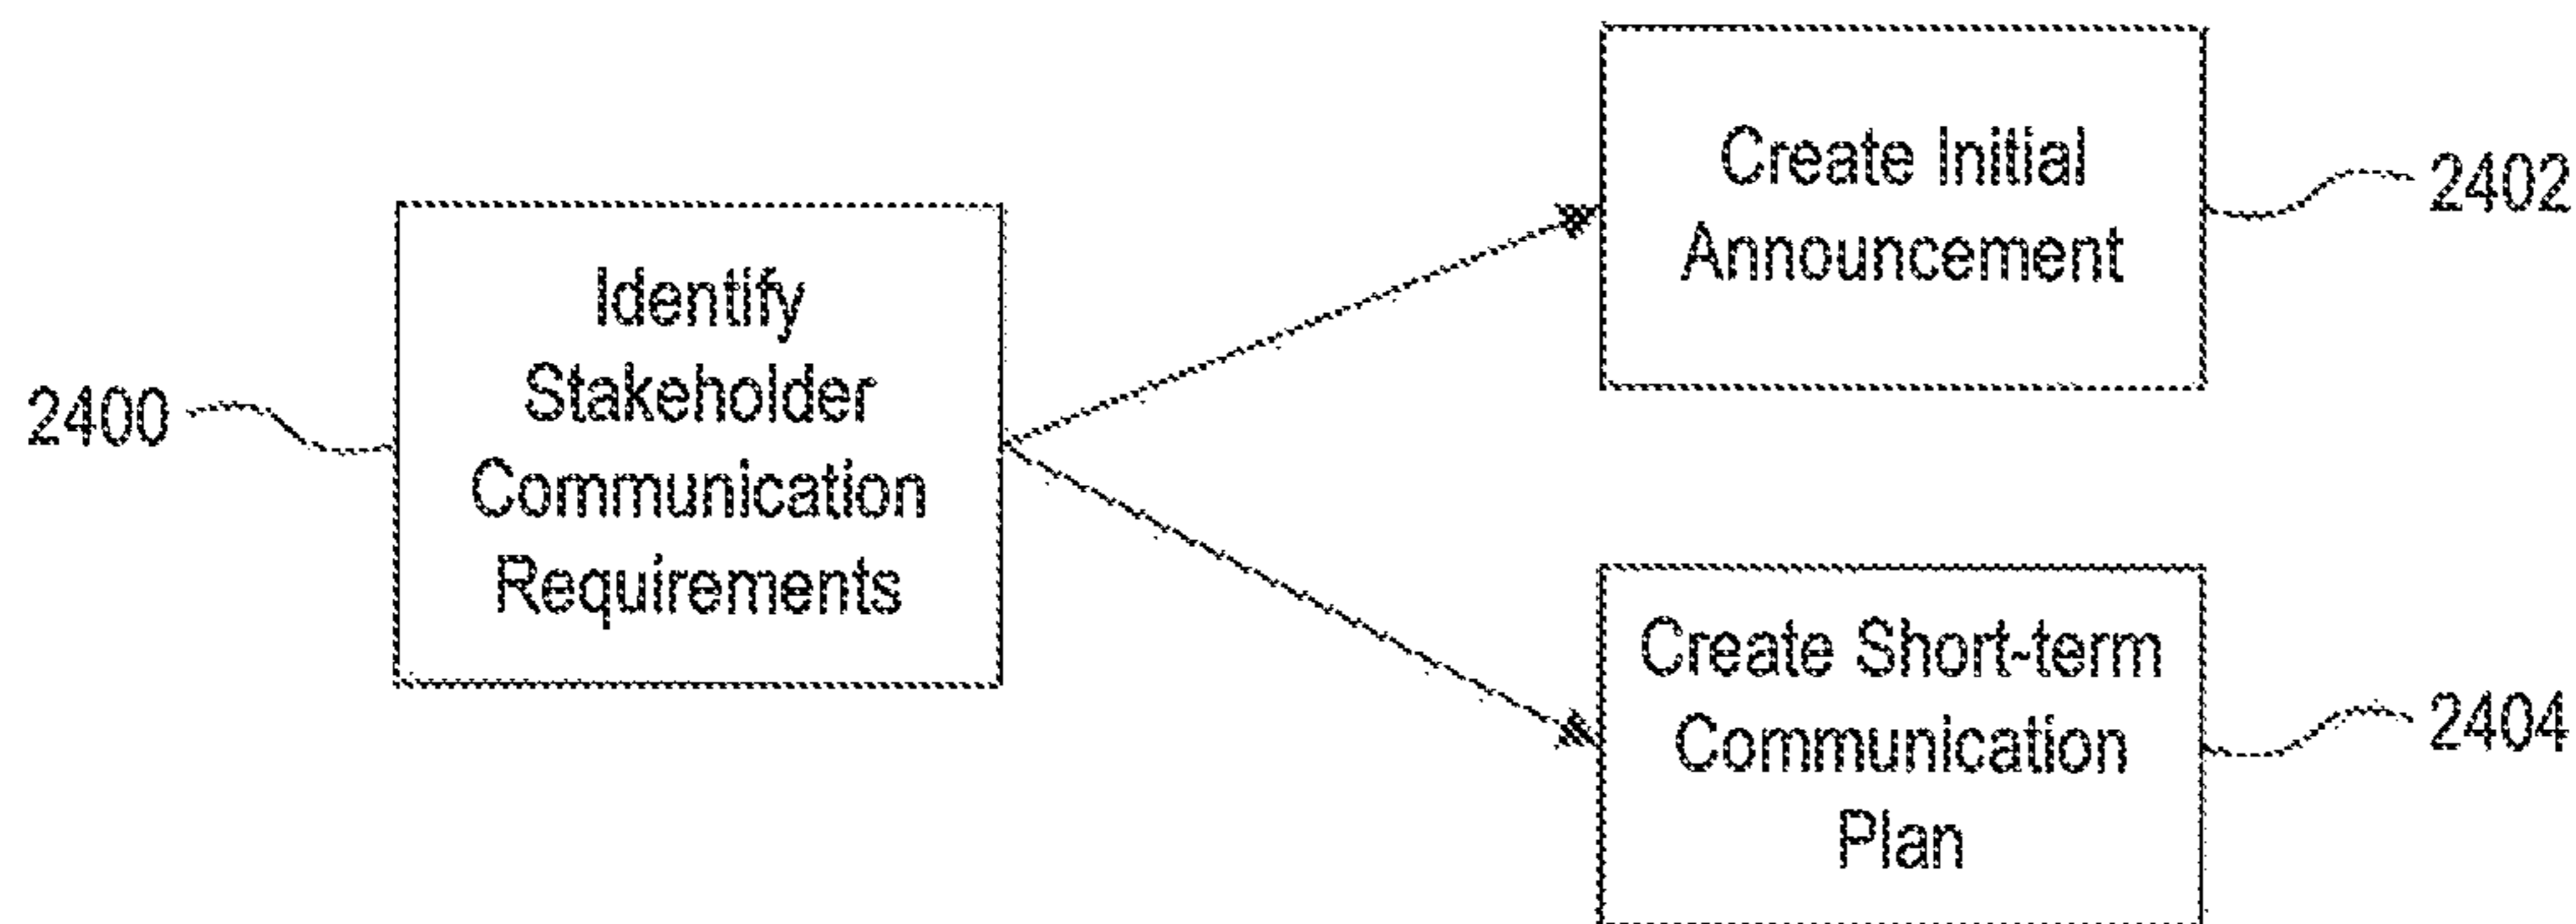 2400
Identify
Stakeholder
Communication
Requirements
Create Initial
Announcement
2402
Create Short-term
Communication
Plan
2404